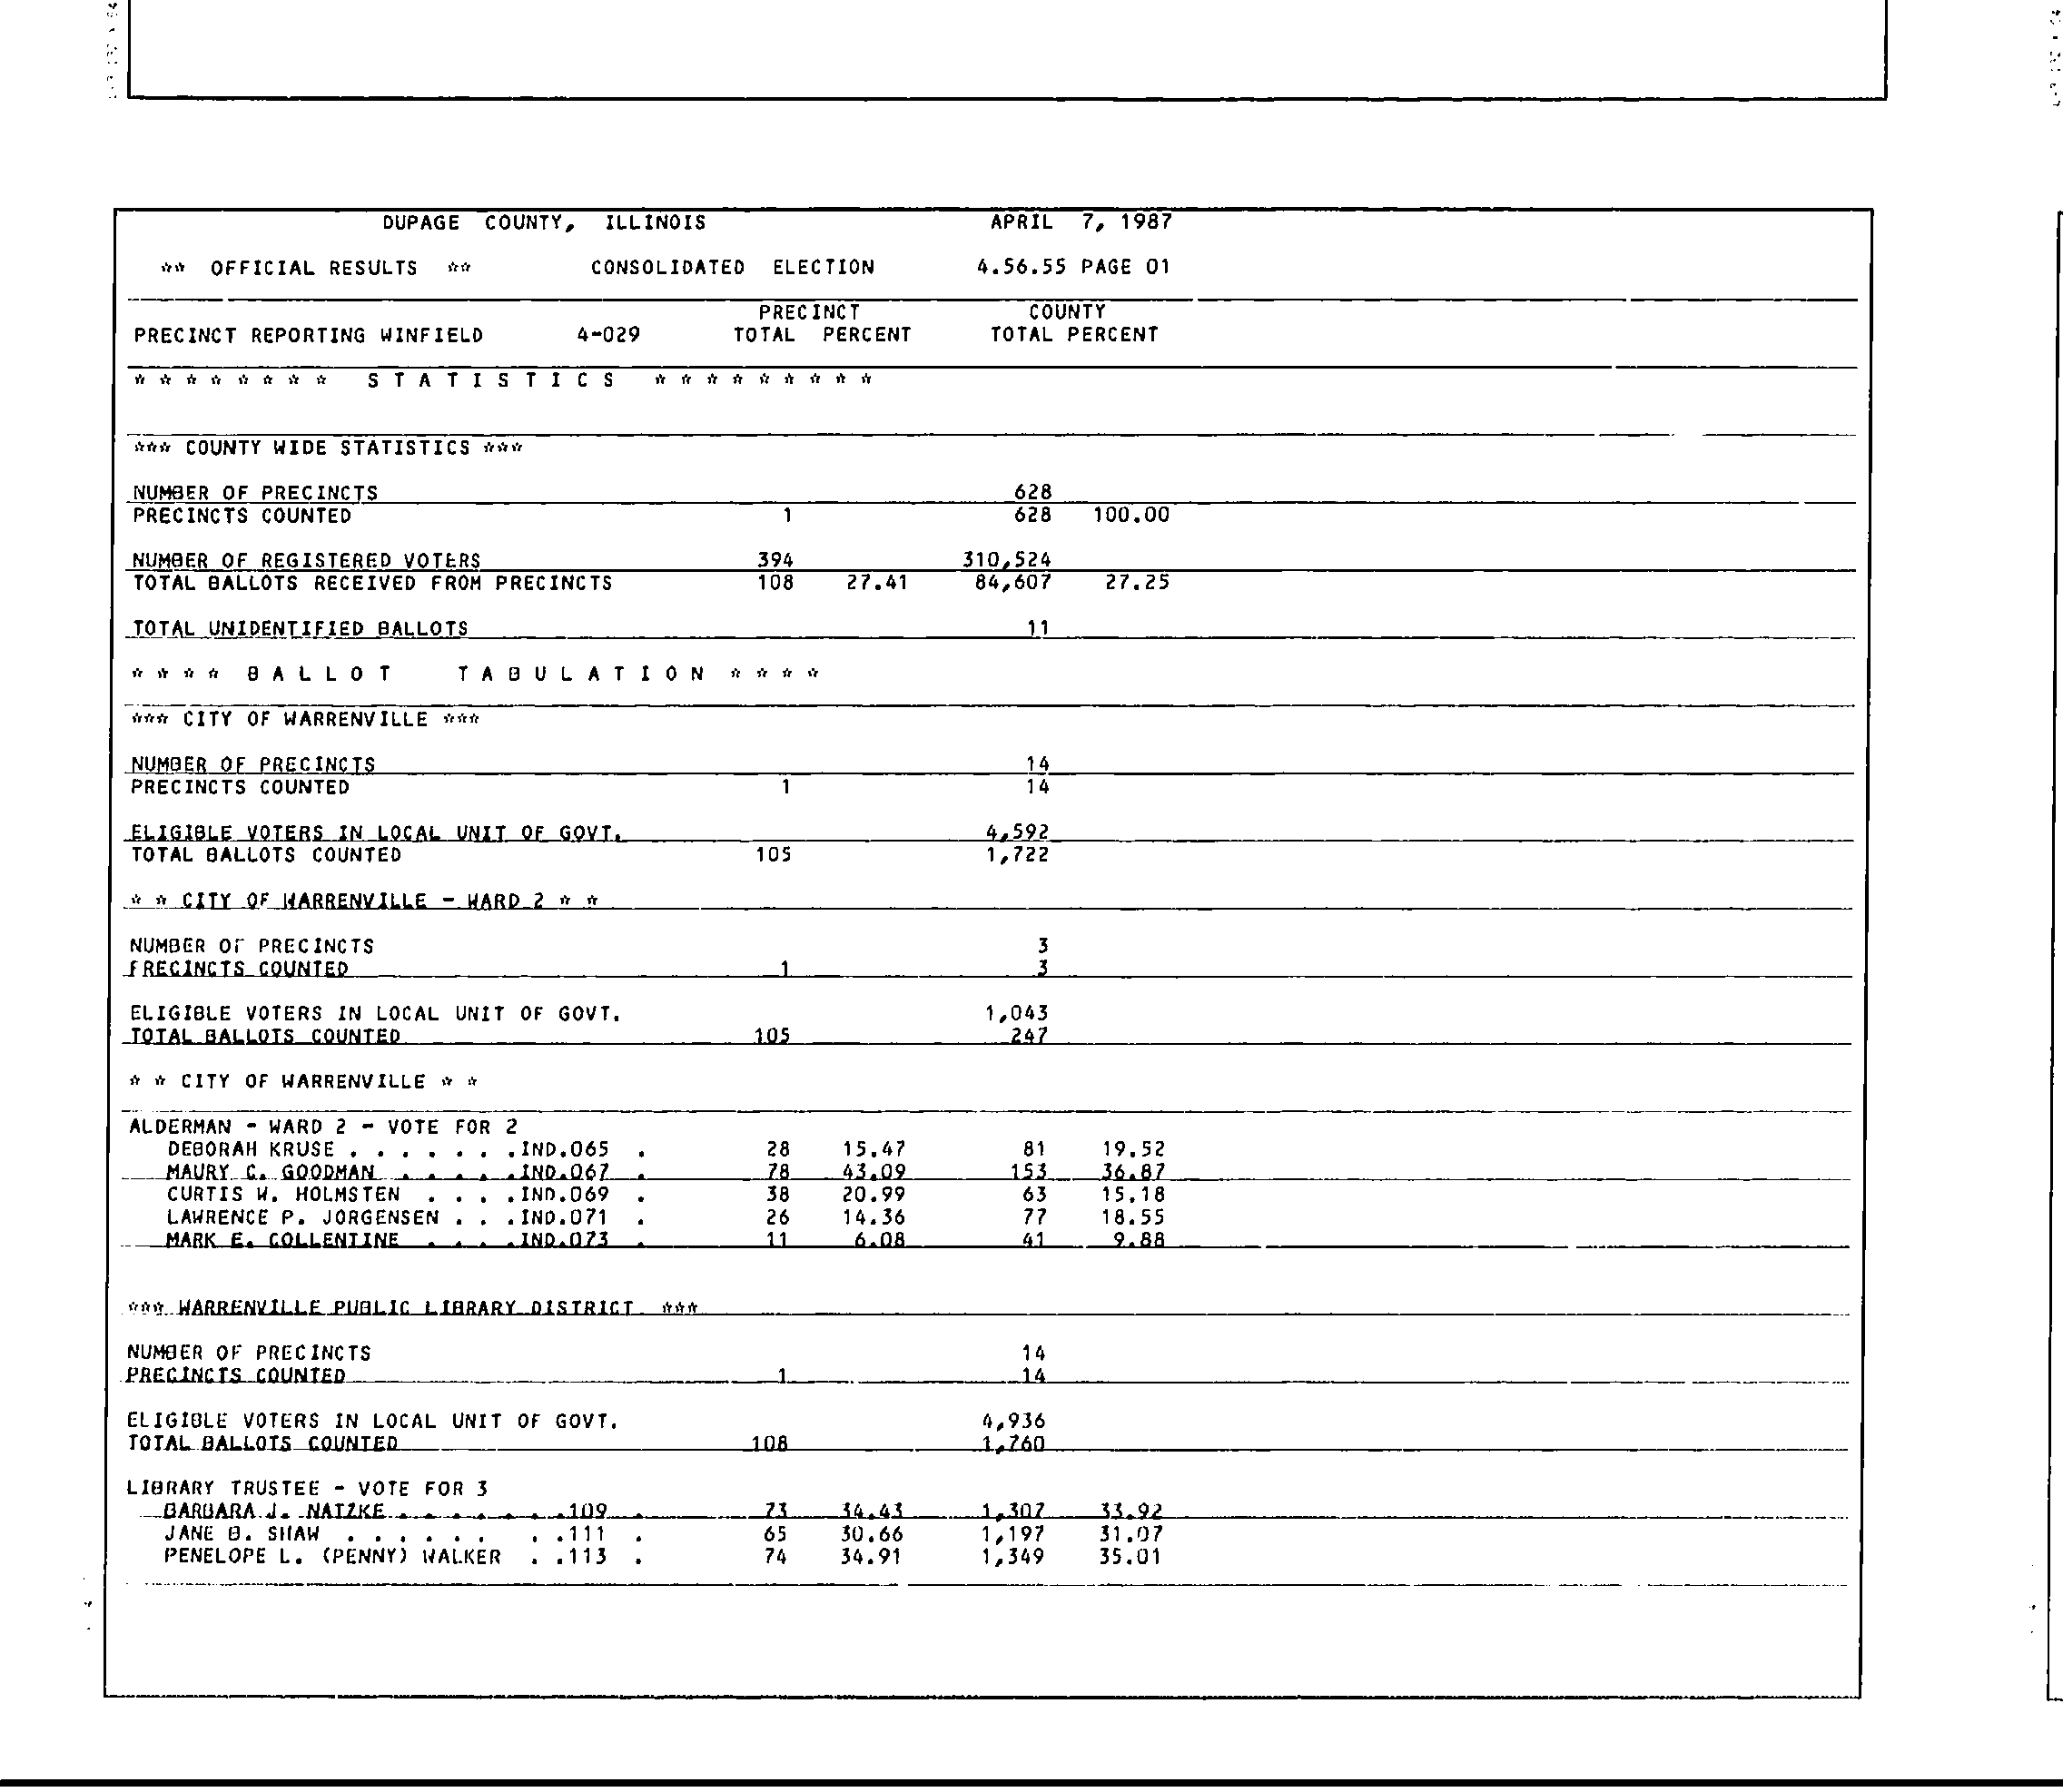 DUPAGE COUNTY, ILLINOIS APRIL 7, 1987
** OFFICIAL RESULTS ** CONSOLIDATED ELECTION 4.56.55 PAGE 01
PRECINCT COUNTY
PRECINCT REPORTING WINFIELD 4-029 TOTAL PERCENT TOTAL PERCENT
* * * * * * * * S T A T I S T I C S * * * * * * * * *
*** COUNTY WIDE STATISTICS ***
NUMBER OF PRECINCTS 628
PRECINCTS COUNTED 1 628 100.00
NUMBER OF REGISTERED VOTERS 394 310,524
TOTAL BALLOTS RECEIVED FROM PRECINCTS 108 27.41 84,607 27.25
TOTAL UNIDENTIFIED BALLOTS 11
* * * * B A L L O T T A B U L A T I O N * * * *
*** CITY OF WARRENVILLE ***
NUMBER OF PRECINCTS 14
PRECINCTS COUNTED 1 14
ELIGIBLE VOTERS IN LOCAL UNIT OF GOVT. 4,592
TOTAL BALLOTS COUNTED 105 1,722
* * CITY OF WARRENVILLE - WARD 2 * *
NUMBER OF PRECINCTS 3
PRECINCTS COUNTED 1 3
ELIGIBLE VOTERS IN LOCAL UNIT OF GOVT. 1,043
TOTAL BALLOTS COUNTED 105 247
* * CITY OF WARRENVILLE * *
ALDERMAN - WARD 2 - VOTE FOR 2
DEBORAH KRUSE . . . . . . .IND.065 . 28 15.47 81 19.52
MAURY C. GOODMAN . . . . .IND.067 . 78 43.09 153 36.87
CURTIS W. HOLMSTEN . . . .IND.069 . 38 20.99 63 15.18
LAWRENCE P. JORGENSEN . . .IND.071 . 26 14.36 77 18.55
MARK E. COLLENTINE . . . .IND.073 . 11 6.08 41 9.88
*** WARRENVILLE PUBLIC LIBRARY DISTRICT ***
NUMBER OF PRECINCTS 14
PRECINCTS COUNTED 1 14
ELIGIBLE VOTERS IN LOCAL UNIT OF GOVT. 4,936
TOTAL BALLOTS COUNTED 108 1,760
LIBRARY TRUSTEE - VOTE FOR 3
BARBARA J. NATZKE . . . . . . .109 . 73 34.43 1,307 33.92
JANE B. SHAW . . . . . . . .111 . 65 30.66 1,197 31.07
PENELOPE L. (PENNY) WALKER . .113 . 74 34.91 1,349 35.01